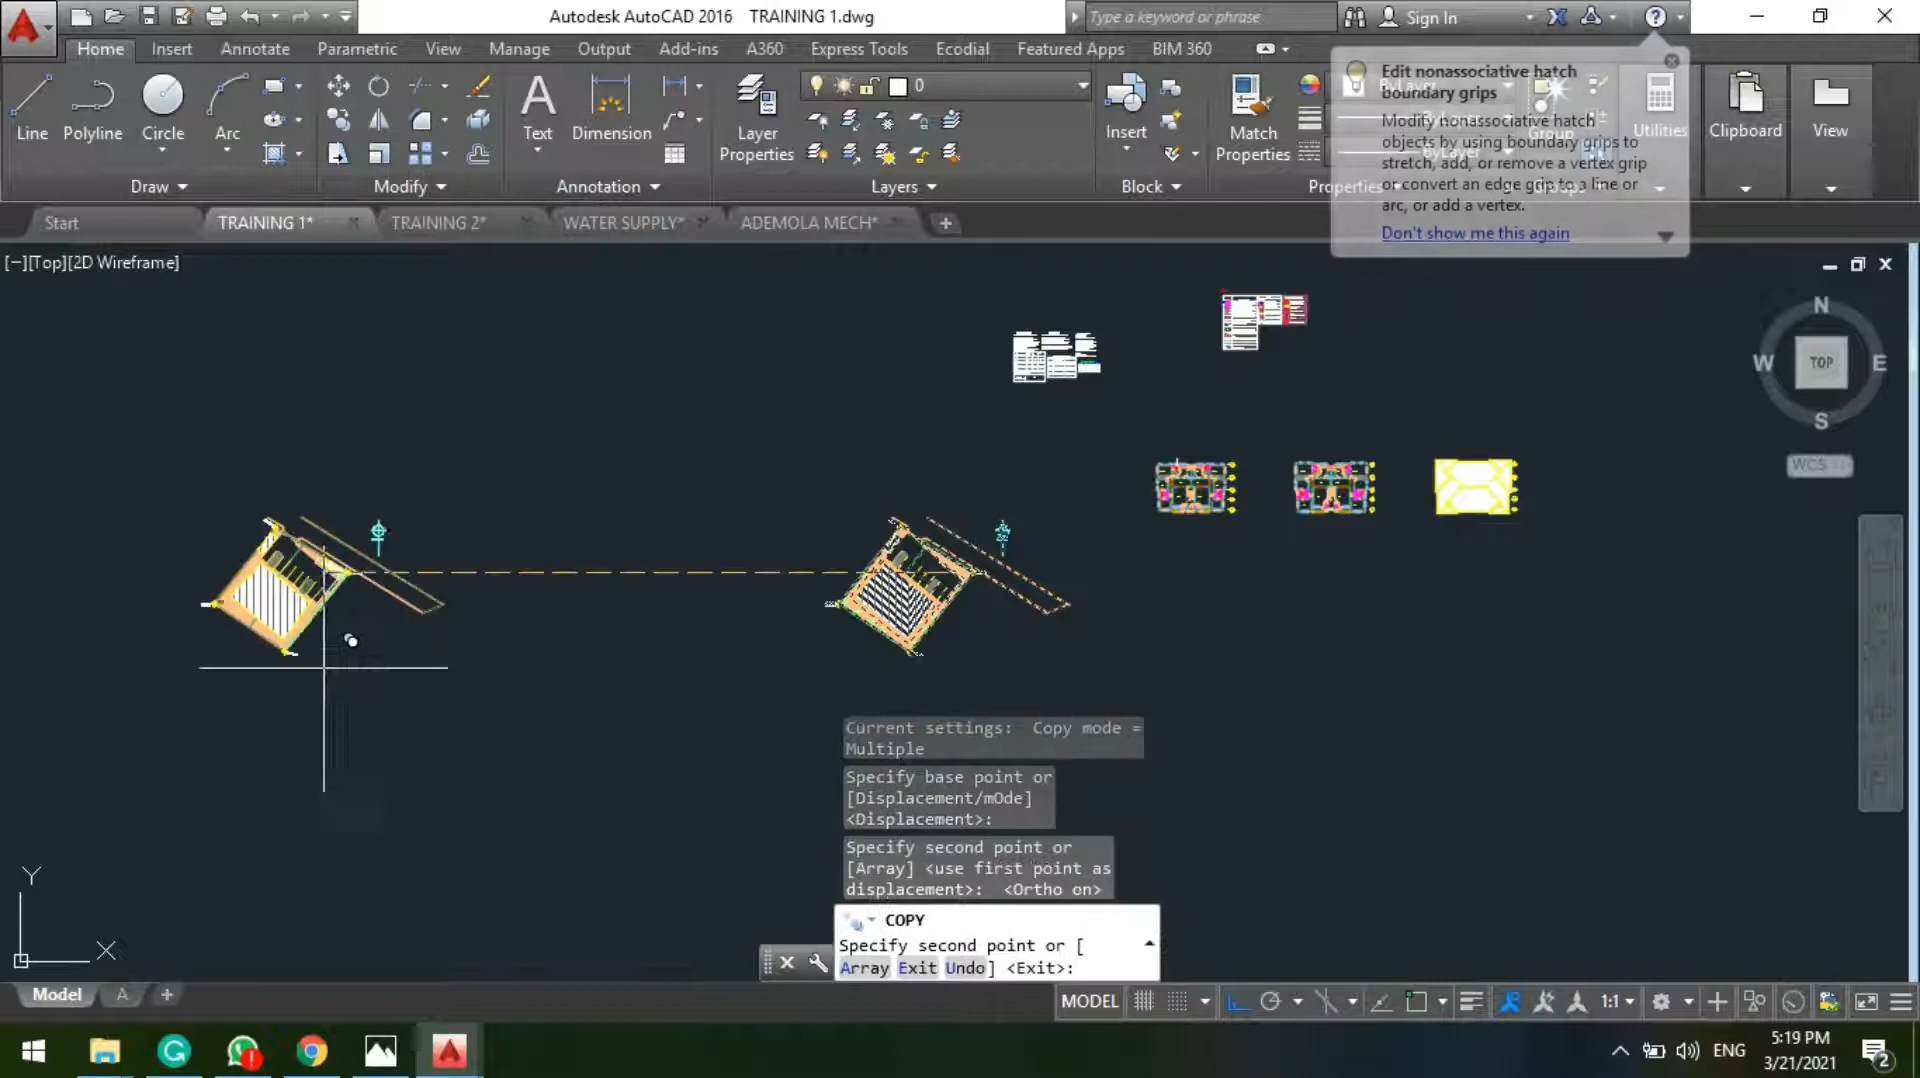 Autodesk AutoCAD 2016 TRAINING 1.dwg
Type a keyword or phrase
Sign In
Home
Insert
Annotate
Parametric
View
Manage
Output
Add-ins
A360
Express Tools
Ecodial
Featured Apps
BIM 360
Line
Polyline
Circle
Arc
Text
Dimension
Layer
Properties
0
Insert
Match
Properties
Group
ByLayer
Utilities
Clipboard
View
Edit nonassociative hatch
boundary grips
Modify nonassociative hatch
objects by using boundary grips to
stretch, add, or remove a vertex grip
or convert an edge grip to a line or
arc, or add a vertex.
Don't show me this again
Draw
Modify
Annotation
Layers
Block
Properties
Groups
Start
TRAINING 1*
TRAINING 2*
WATER SUPPLY*
ADEMOLA MECH*
[−][Top][2D Wireframe]
N
W
TOP
E
S
WCS
Current settings: Copy mode =
Multiple
Specify base point or
[Displacement/mOde]
<Displacement>:
Specify second point or
[Array] <use first point as
displacement>: <Ortho on>
COPY
Specify second point or [
Array Exit Undo] <Exit>:
Y
X
Model
A
MODEL
1:1
ENG
5:19 PM
3/21/2021
2